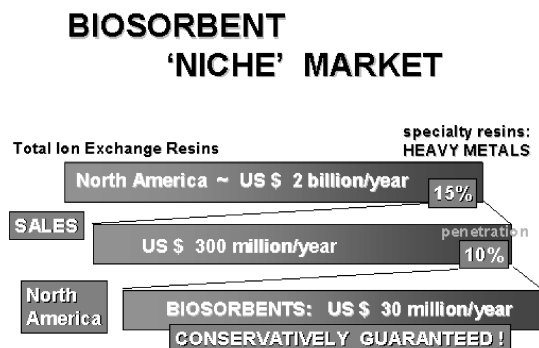 BIOSORBENT
‘NICHE’ MARKET
specialty resins:
Total Ion Exchange Resins HEAVY METALS
North America ~ US $ 2 billion/year
15%
SALES
penetration
US $ 300 million/year
10%
North
America
BIOSORBENTS: US $ 30 million/year
CONSERVATIVELY GUARANTEED !